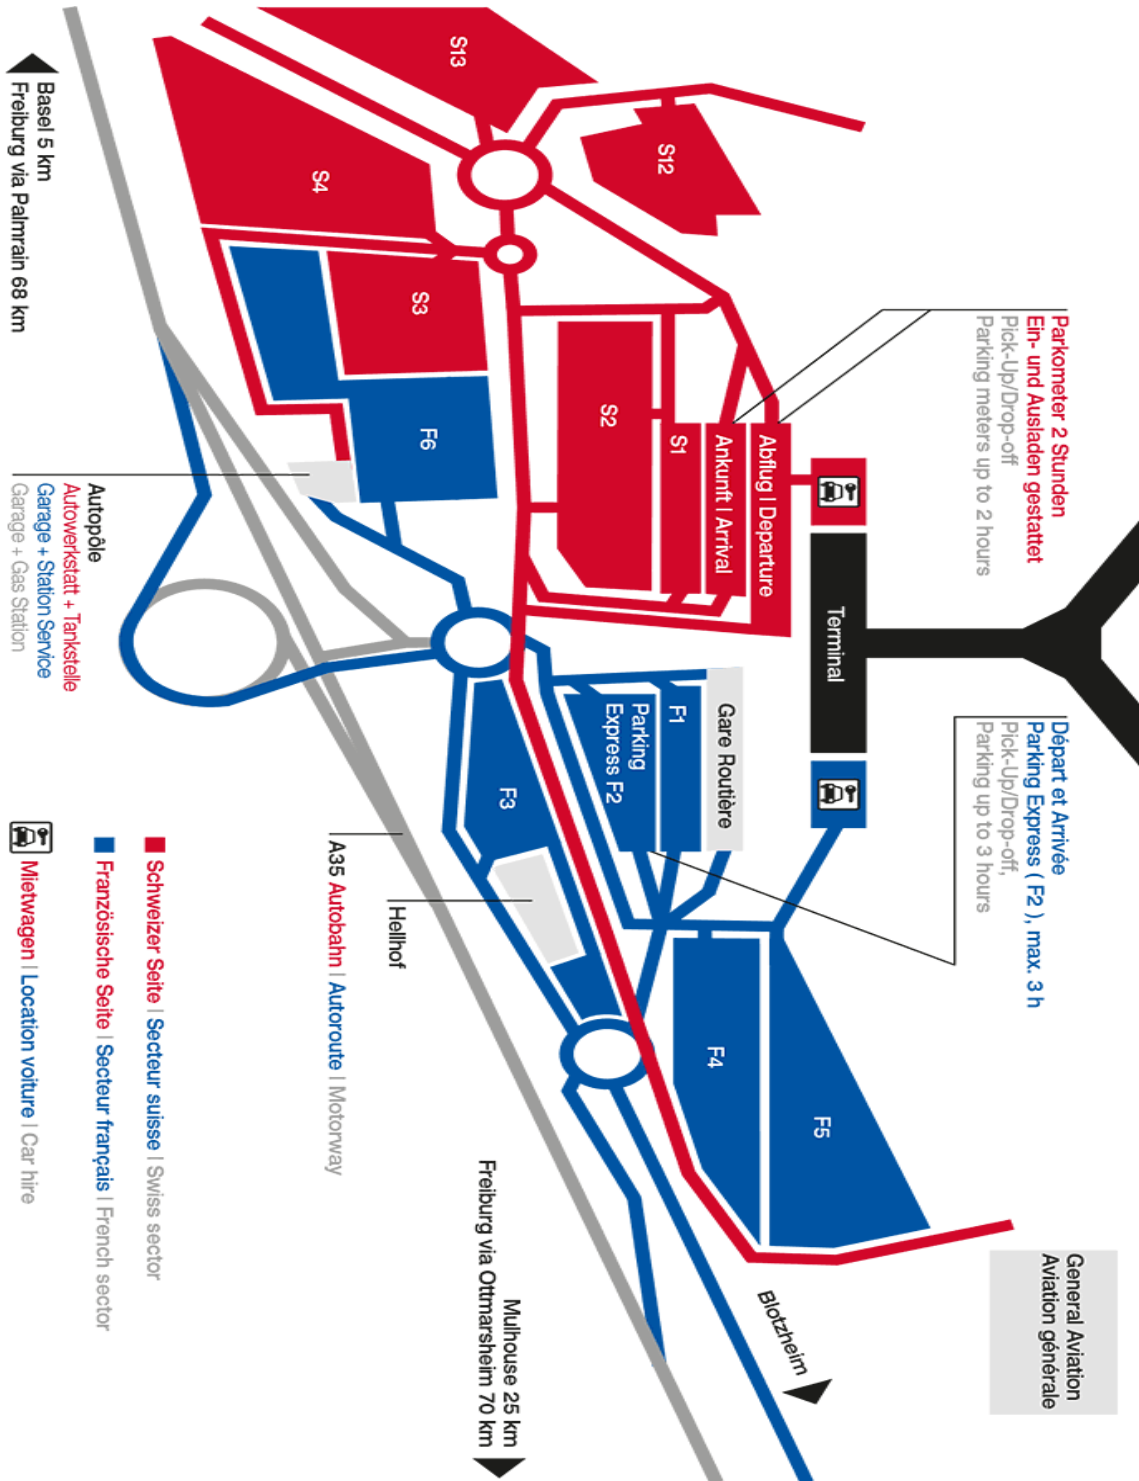 Parkometer 2 Stunden
Ein- und Ausladen gestattet
Pick-Up/Drop-off
Parking meters up to 2 hours
Départ et Arrivée
Parking Express ( F2 ), max. 3 h
Pick-Up/Drop-off,
Parking up to 3 hours
General Aviation
Aviation générale
Terminal
Abflug | Departure
Ankunft | Arrival
S1
S2
S12
S13
S4
S3
F6
Gare Routière
F1
Parking
Express F2
F3
F4
F5
Blotzheim
Basel 5 km
Freiburg via Palmrain 68 km
Mulhouse 25 km
Freiburg via Ottmarsheim 70 km
Hellhof
A35 Autobahn | Autoroute | Motorway
Autopôle
Autowerkstatt + Tankstelle
Garage + Station Service
Garage + Gas Station
Schweizer Seite | Secteur suisse | Swiss sector
Französische Seite | Secteur français | French sector
Mietwagen | Location voiture | Car hire